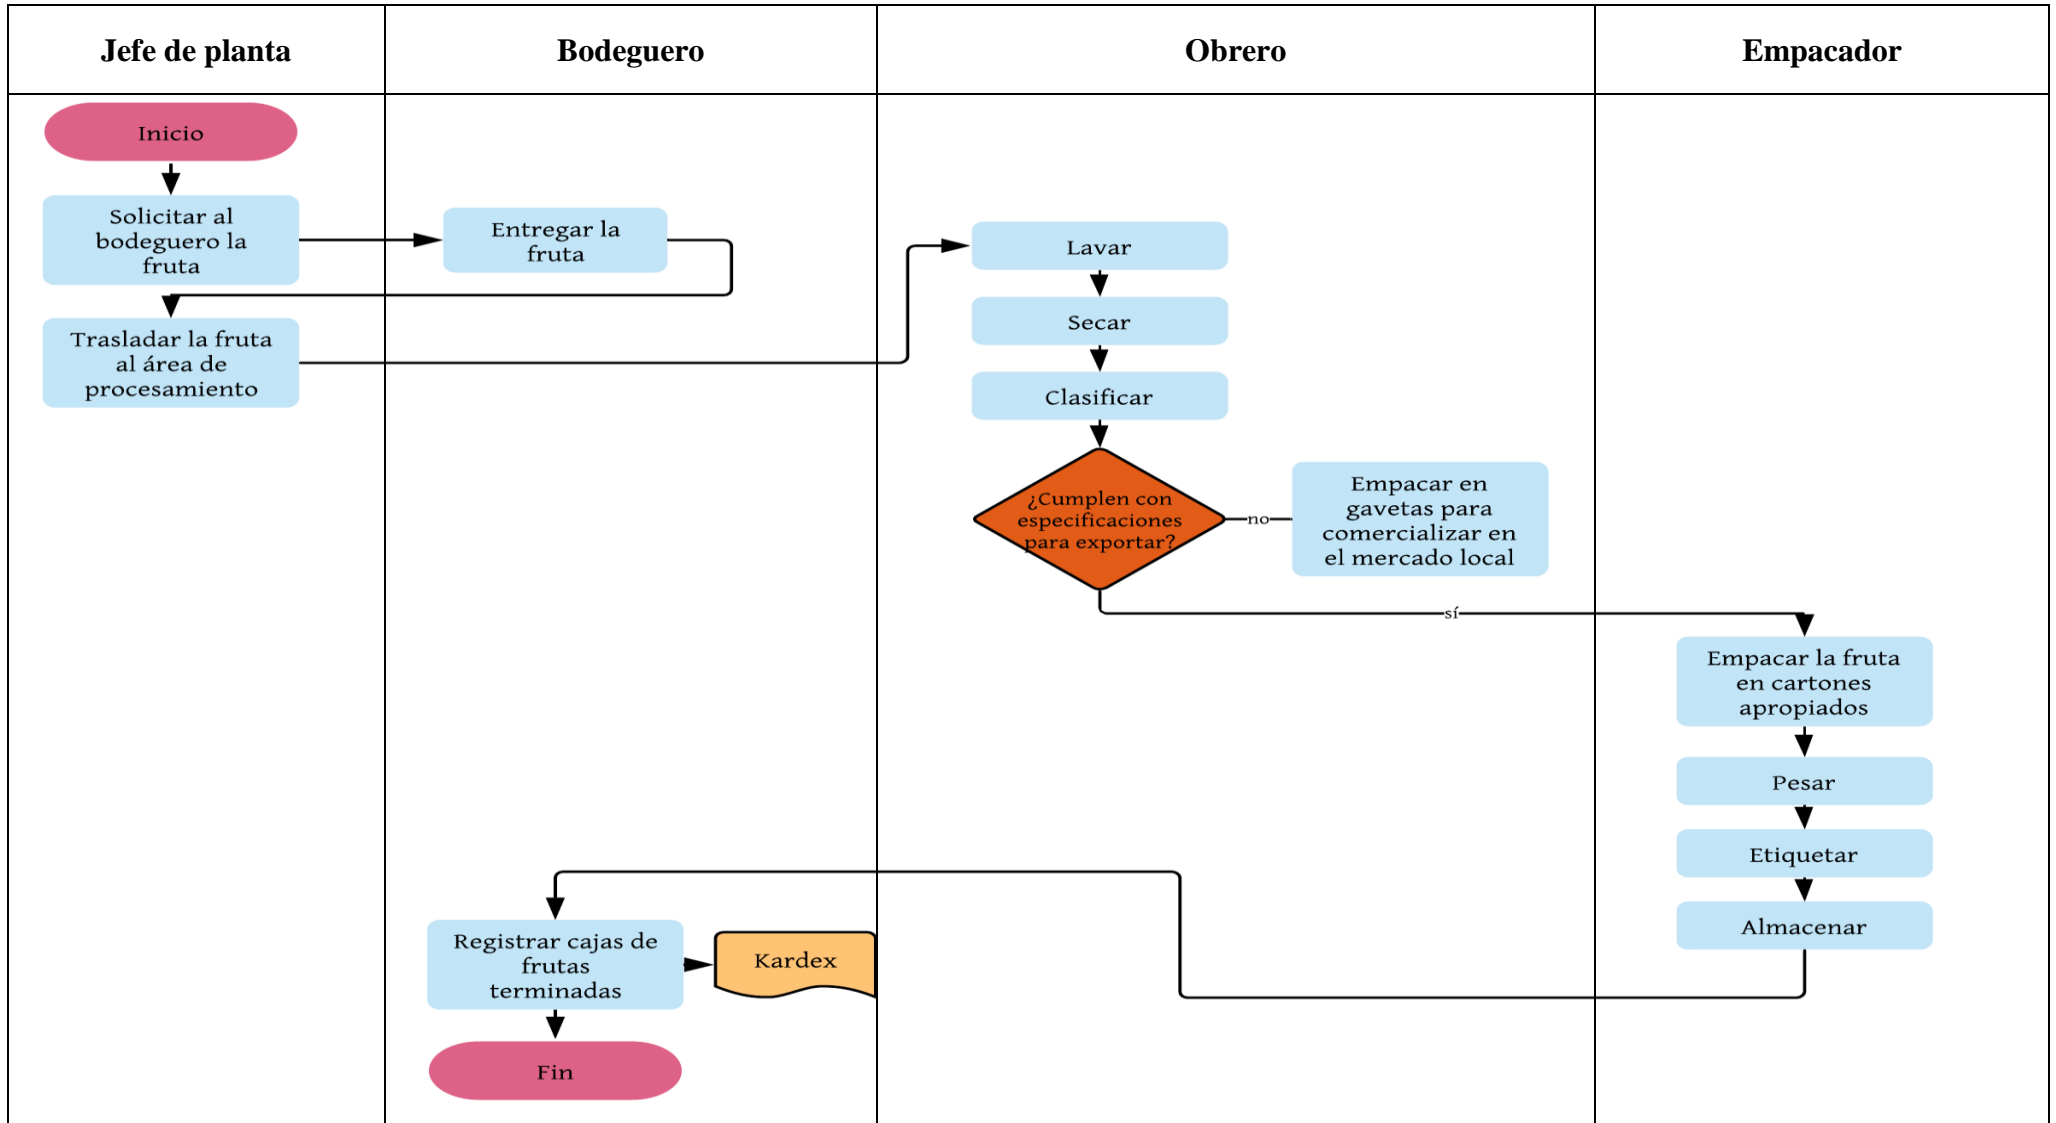 Jefe de planta
Bodeguero
Obrero
Empacador
Inicio
Solicitar al
bodeguero la
fruta
Entregar la
fruta
Trasladar la fruta
al área de
procesamiento
Lavar
Secar
Clasificar
¿Cumplen con
especificaciones
para exportar?
no
Empacar en
gavetas para
comercializar en
el mercado local
sí
Empacar la fruta
en cartones
apropiados
Pesar
Etiquetar
Almacenar
Registrar cajas de
frutas
terminadas
Kardex
Fin